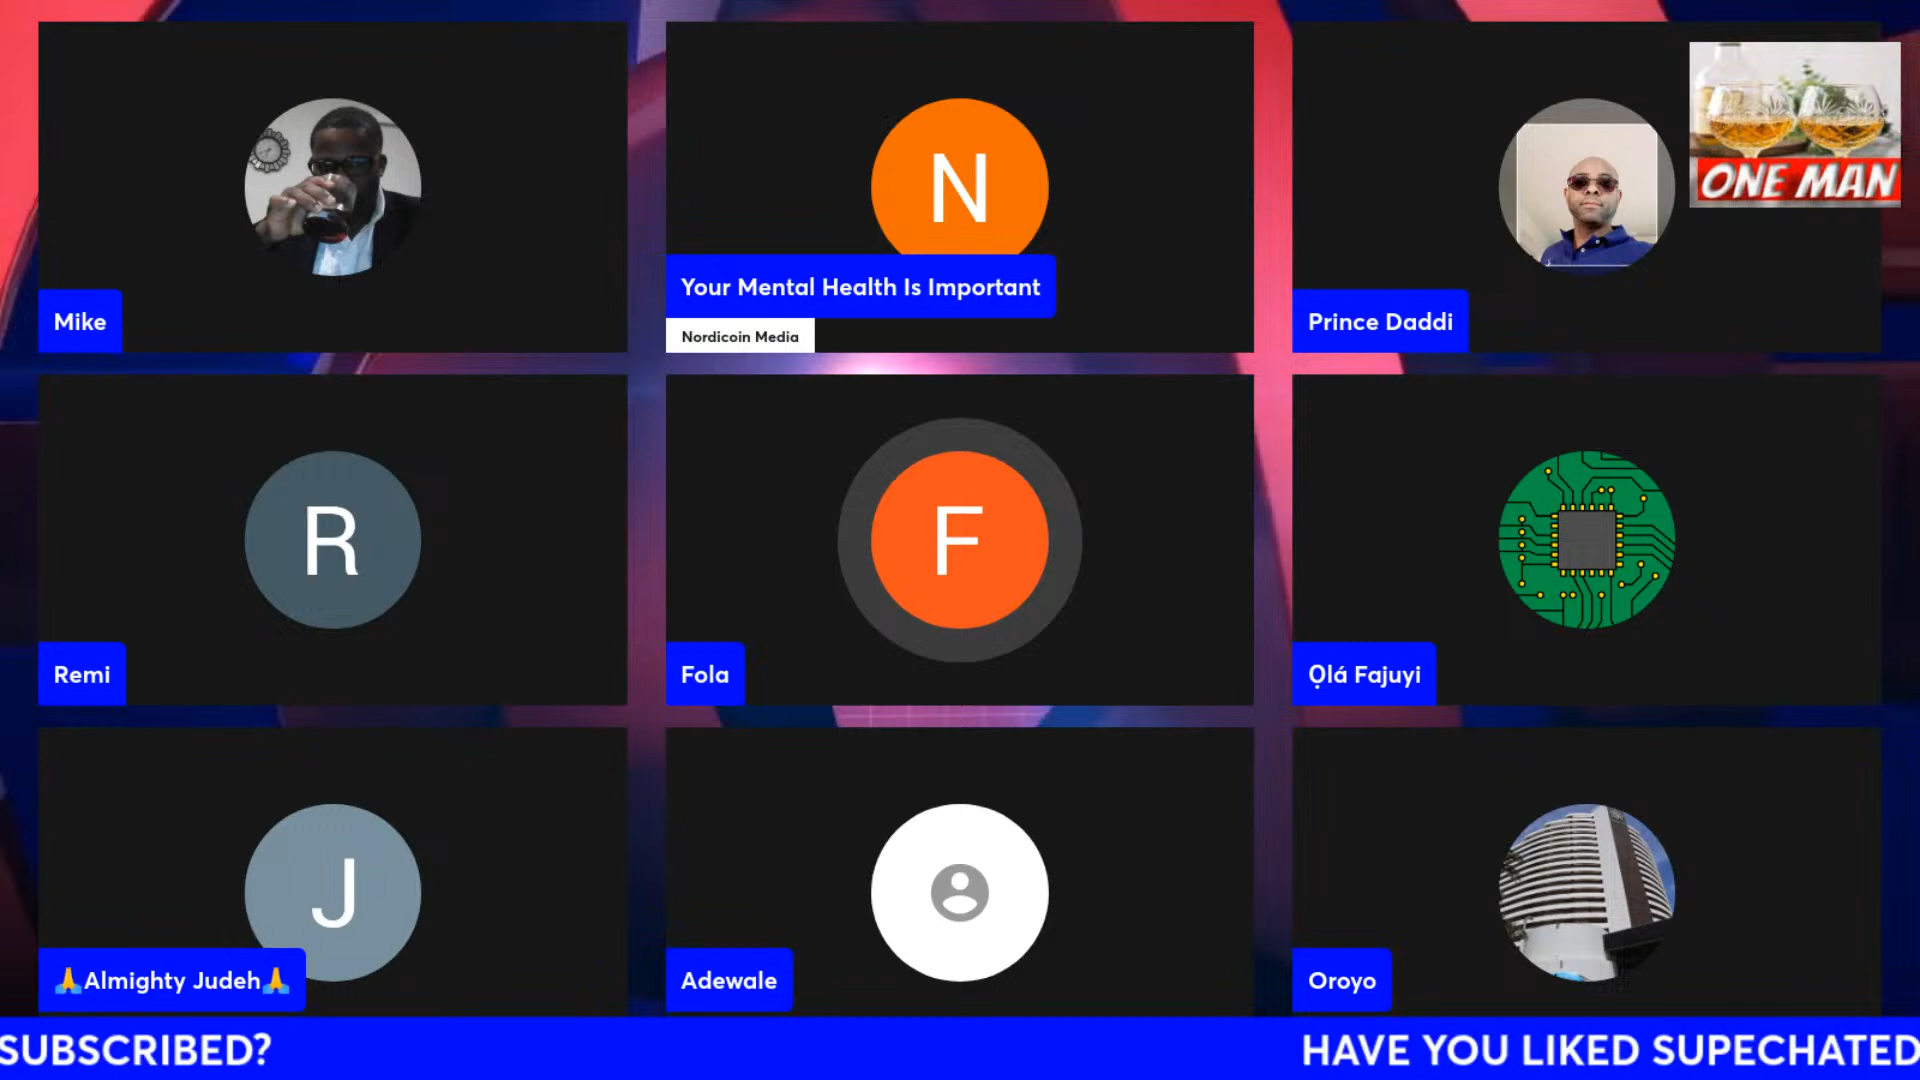 Mike
N
Your Mental Health Is Important
Nordicoin Media
Prince Daddi
ONE MAN
R
Remi
F
Fola
Ọlá Fajuyi
J
🙏Almighty Judeh🙏
Adewale
Oroyo
SUBSCRIBED?
HAVE YOU LIKED SUPECHATED